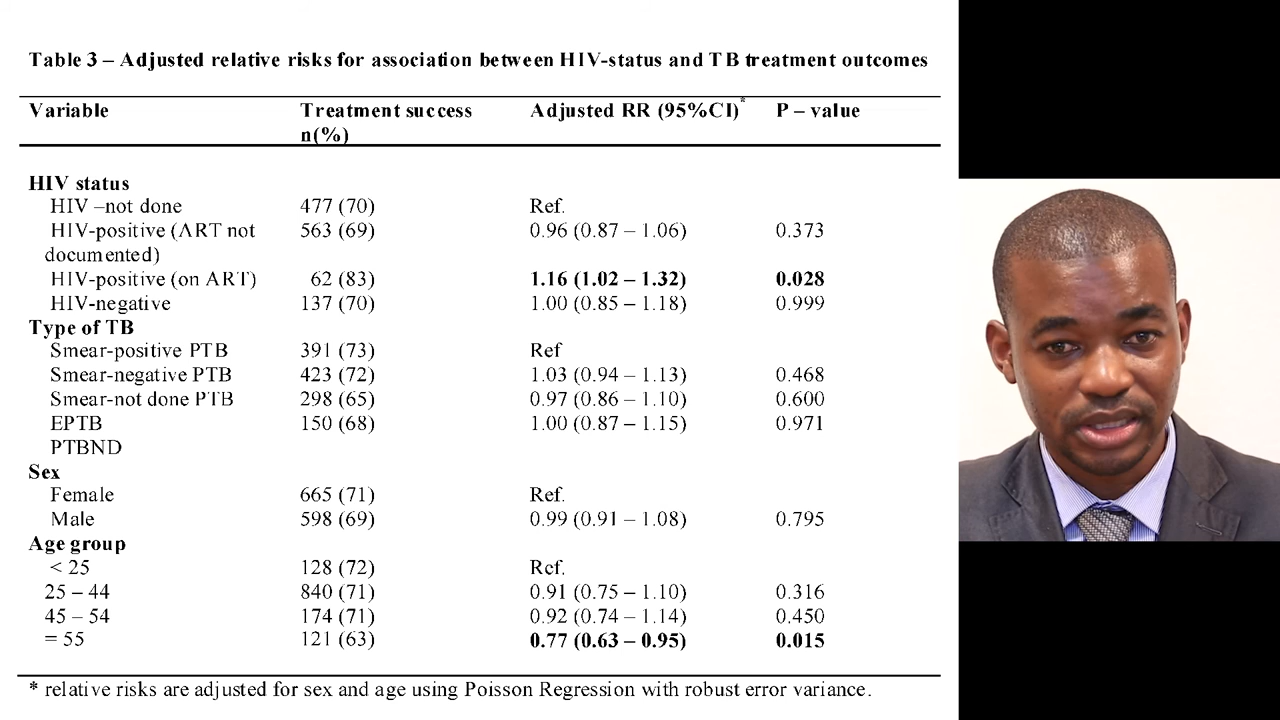 Table 3 – Adjusted relative risks for association between HIV-status and TB treatment outcomes
Variable Treatment success Adjusted RR (95%CI)* P – value
n(%)
HIV status
HIV –not done 477 (70) Ref.
HIV-positive (ART not 563 (69) 0.96 (0.87 – 1.06) 0.373
documented)
HIV-positive (on ART) 62 (83) 1.16 (1.02 – 1.32) 0.028
HIV-negative 137 (70) 1.00 (0.85 – 1.18) 0.999
Type of TB
Smear-positive PTB 391 (73) Ref
Smear-negative PTB 423 (72) 1.03 (0.94 – 1.13) 0.468
Smear-not done PTB 298 (65) 0.97 (0.86 – 1.10) 0.600
EPTB 150 (68) 1.00 (0.87 – 1.15) 0.971
PTBND
Sex
Female 665 (71) Ref.
Male 598 (69) 0.99 (0.91 – 1.08) 0.795
Age group
< 25 128 (72) Ref.
25 – 44 840 (71) 0.91 (0.75 – 1.10) 0.316
45 – 54 174 (71) 0.92 (0.74 – 1.14) 0.450
= 55 121 (63) 0.77 (0.63 – 0.95) 0.015
* relative risks are adjusted for sex and age using Poisson Regression with robust error variance.